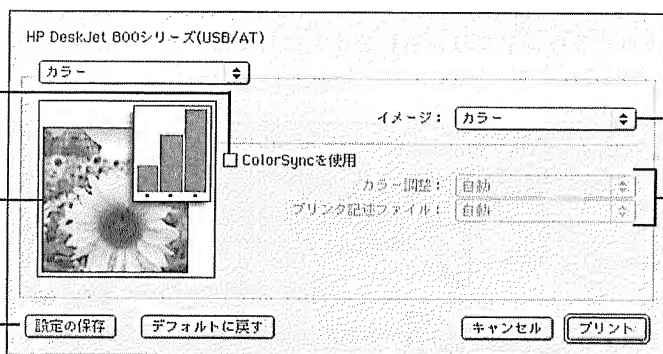 HP DeskJet 800シリーズ(USB/AT)
カラー
イメージ： カラー
ColorSyncを使用
カラー調整： 自動
プリンタ記述ファイル： 自動
設定の保存 デフォルトに戻す キャンセル プリント